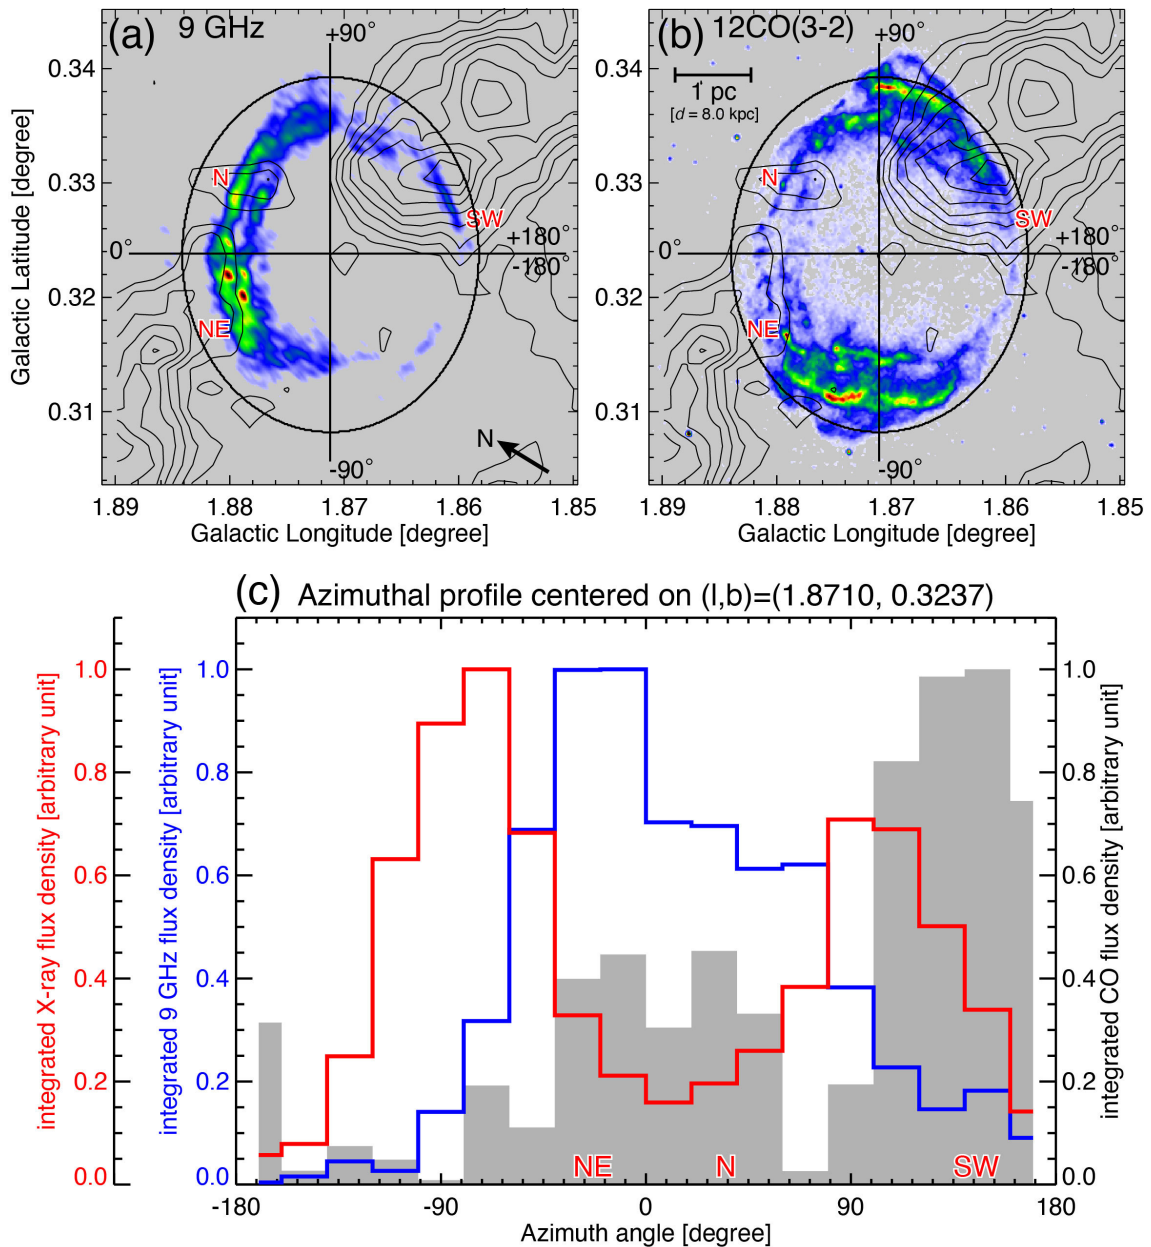 (a) 9 GHz
+90°
N
SW
0°
+180°
-180°
NE
-90°
N
0.34
0.33
0.32
0.31
Galactic Latitude [degree]
1.89 1.88 1.87 1.86 1.85
Galactic Longitude [degree]
(b) 12CO(3-2)
+90°
1 pc
[d = 8.0 kpc]
N
SW
0°
+180°
-180°
NE
-90°
0.34
0.33
0.32
0.31
1.89 1.88 1.87 1.86 1.85
Galactic Longitude [degree]
(c) Azimuthal profile centered on (l,b)=(1.8710, 0.3237)
integrated X-ray flux density [arbitrary unit]
1.0
0.8
0.6
0.4
0.2
0.0
integrated 9 GHz flux density [arbitrary unit]
1.0
0.8
0.6
0.4
0.2
0.0
NE N SW
1.0
0.8
0.6
0.4
0.2
0.0
integrated CO flux density [arbitrary unit]
-180 -90 0 90 180
Azimuth angle [degree]